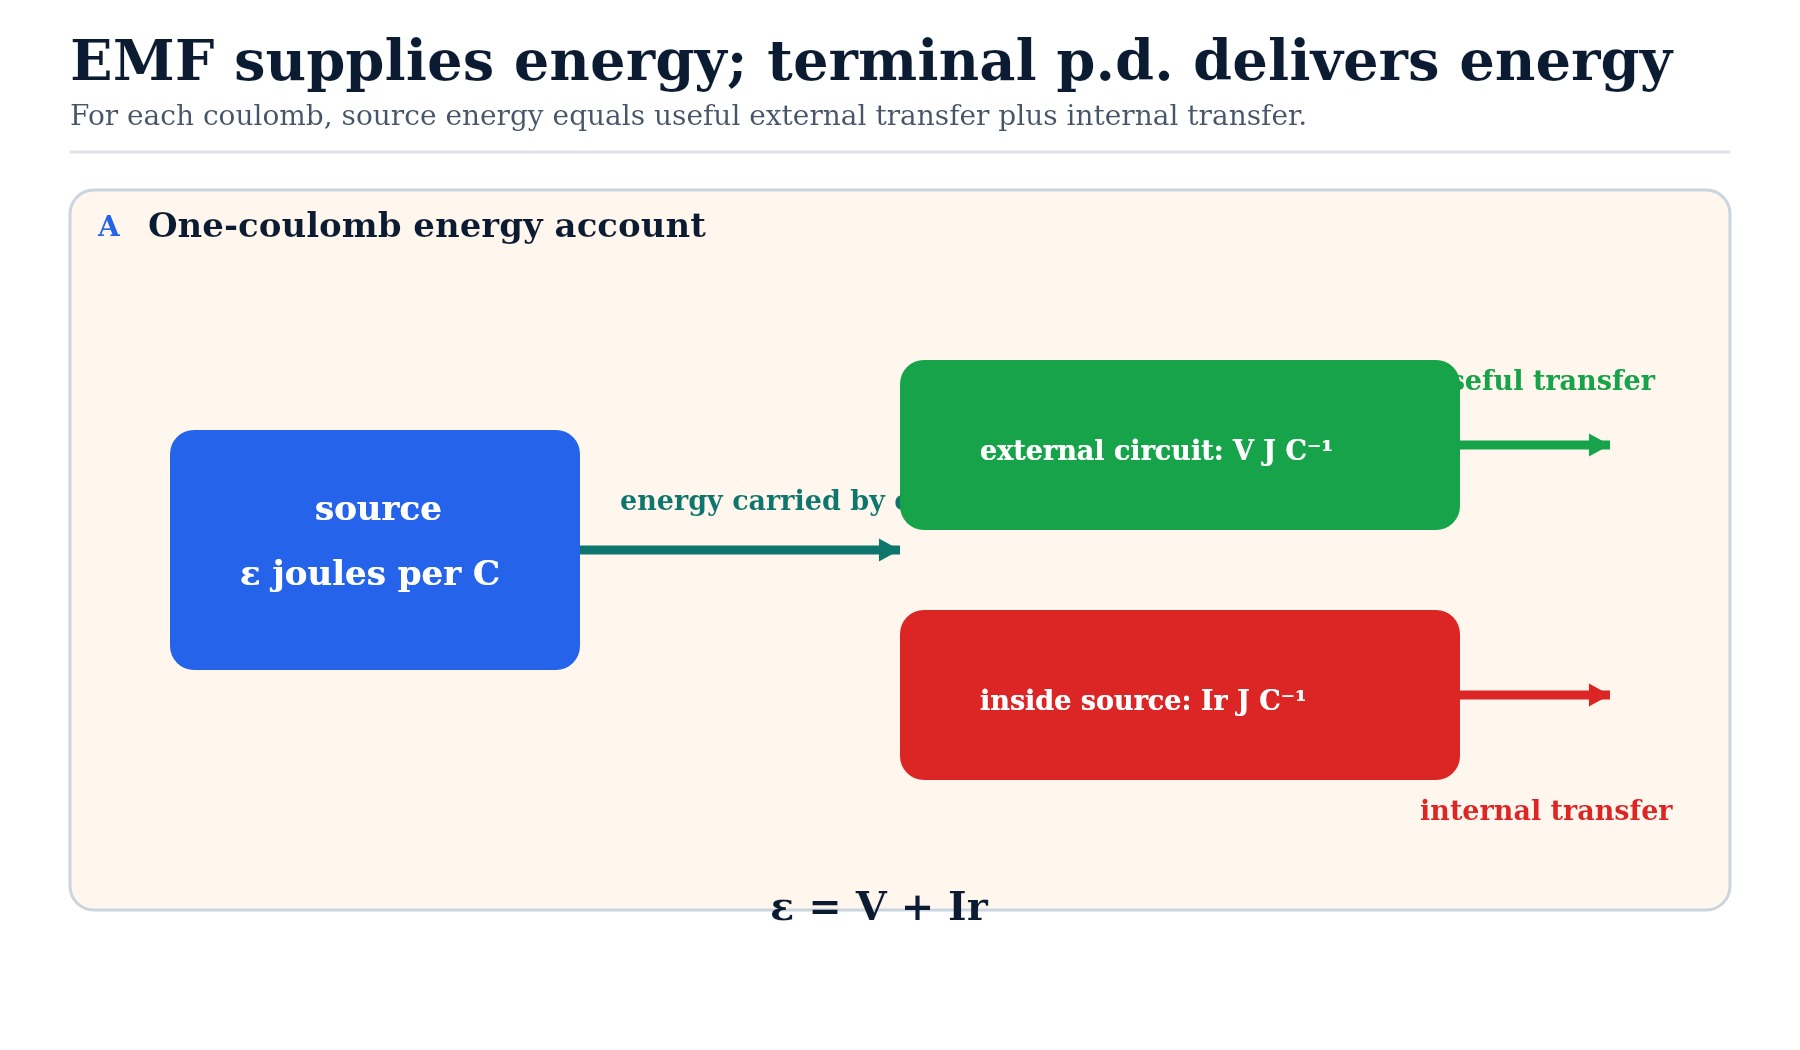 EMF supplies energy; terminal p.d. delivers energy
For each coulomb, source energy equals useful external transfer plus internal transfer.
A One-coulomb energy account
seful transfer
external circuit: V J C⁻¹
source
energy carried by
ε joules per C
inside source: Ir J C⁻¹
internal transfer
ε = V + Ir